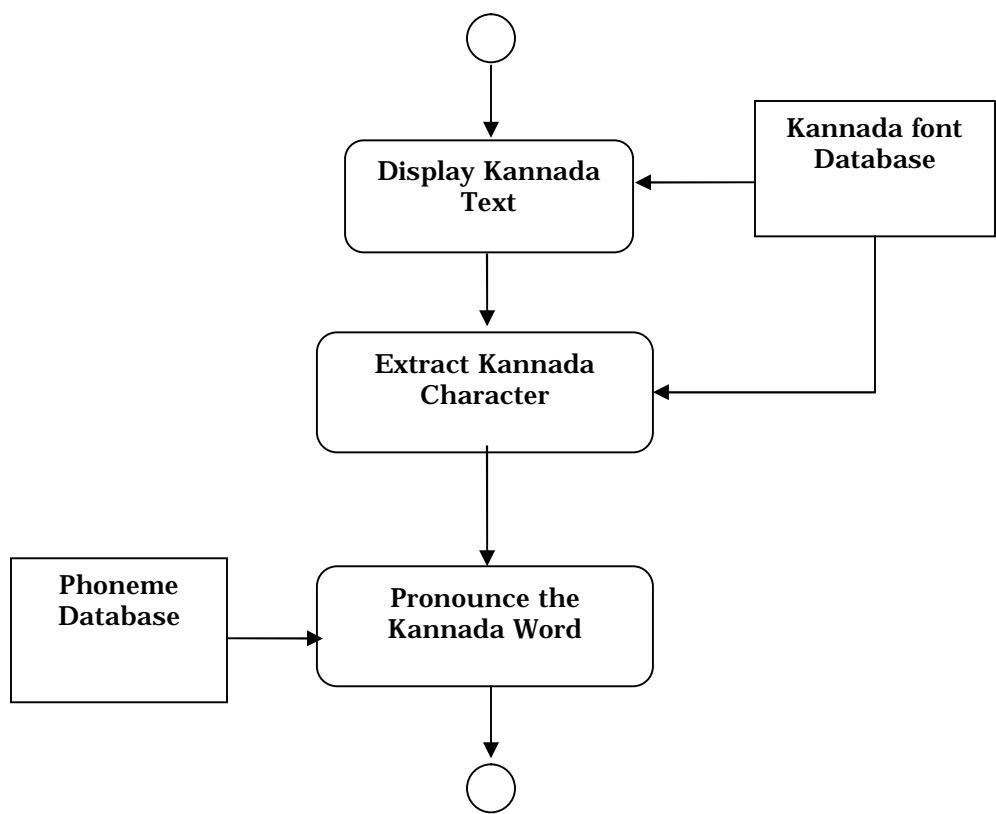 Display Kannada
Text
Kannada font
Database
Extract Kannada
Character
Phoneme
Database
Pronounce the
Kannada Word